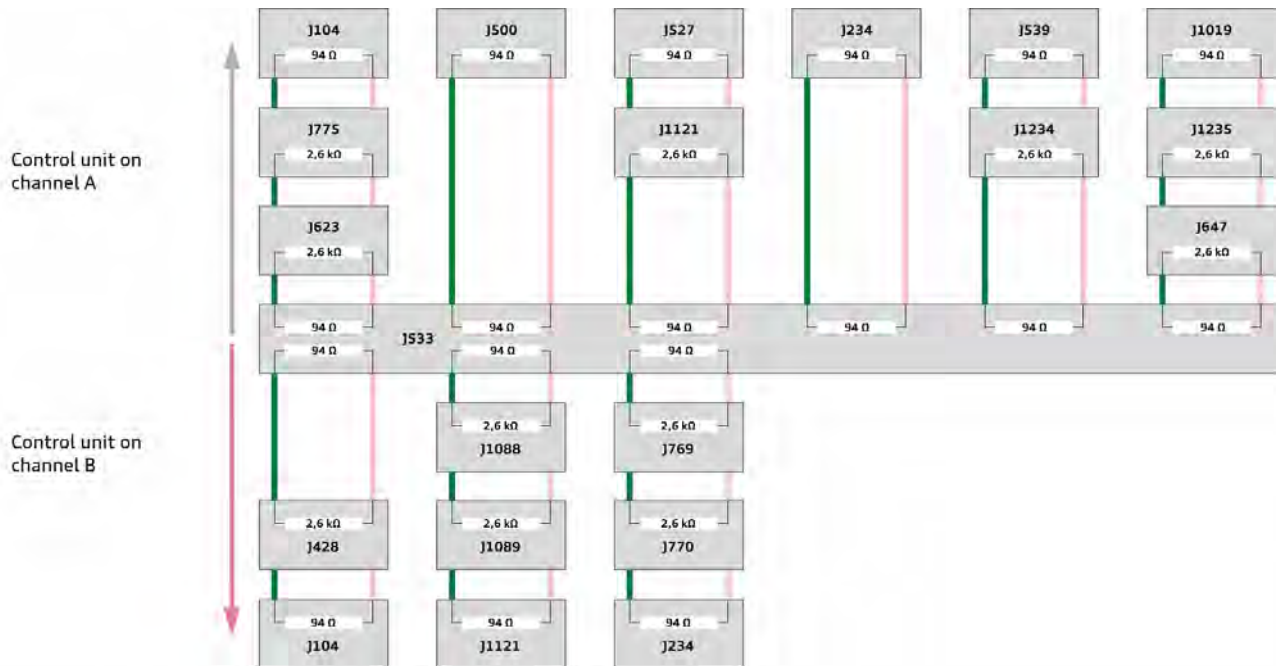 J104 J500 J527 J234 J539 J1019
94 Ω 94 Ω 94 Ω 94 Ω 94 Ω 94 Ω
J775 J1121 J1234 J1235
2,6 kΩ 2,6 kΩ 2,6 kΩ 2,6 kΩ
Control unit on
channel A
J623 J647
2,6 kΩ 2,6 kΩ
94 Ω 94 Ω 94 Ω 94 Ω 94 Ω 94 Ω
J533
94 Ω 94 Ω 94 Ω
2,6 kΩ 2,6 kΩ
Control unit on
channel B
J1088 J769
2,6 kΩ 2,6 kΩ 2,6 kΩ
J428 J1089 J770
94 Ω 94 Ω 94 Ω
J104 J1121 J234